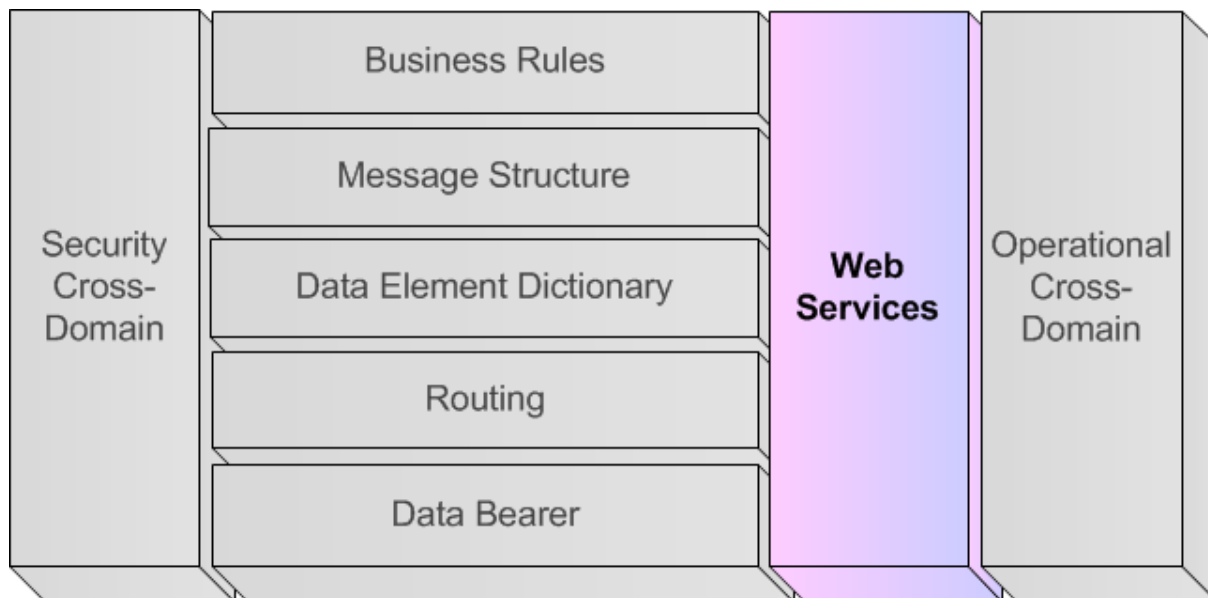 Security
Cross-
Domain
Business Rules
Message Structure
Data Element Dictionary
Routing
Data Bearer
Web
Services
Operational
Cross-
Domain